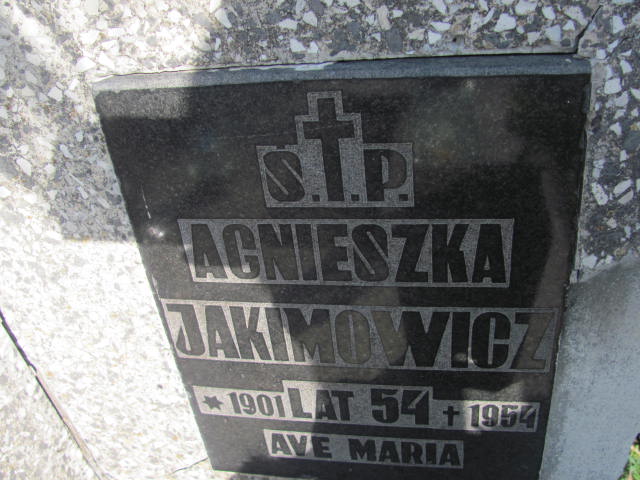 Ś.†P.
AGNIESZKA
JAKIMOWICZ
* 1901 LAT 54 + 1954
AVE MARIA